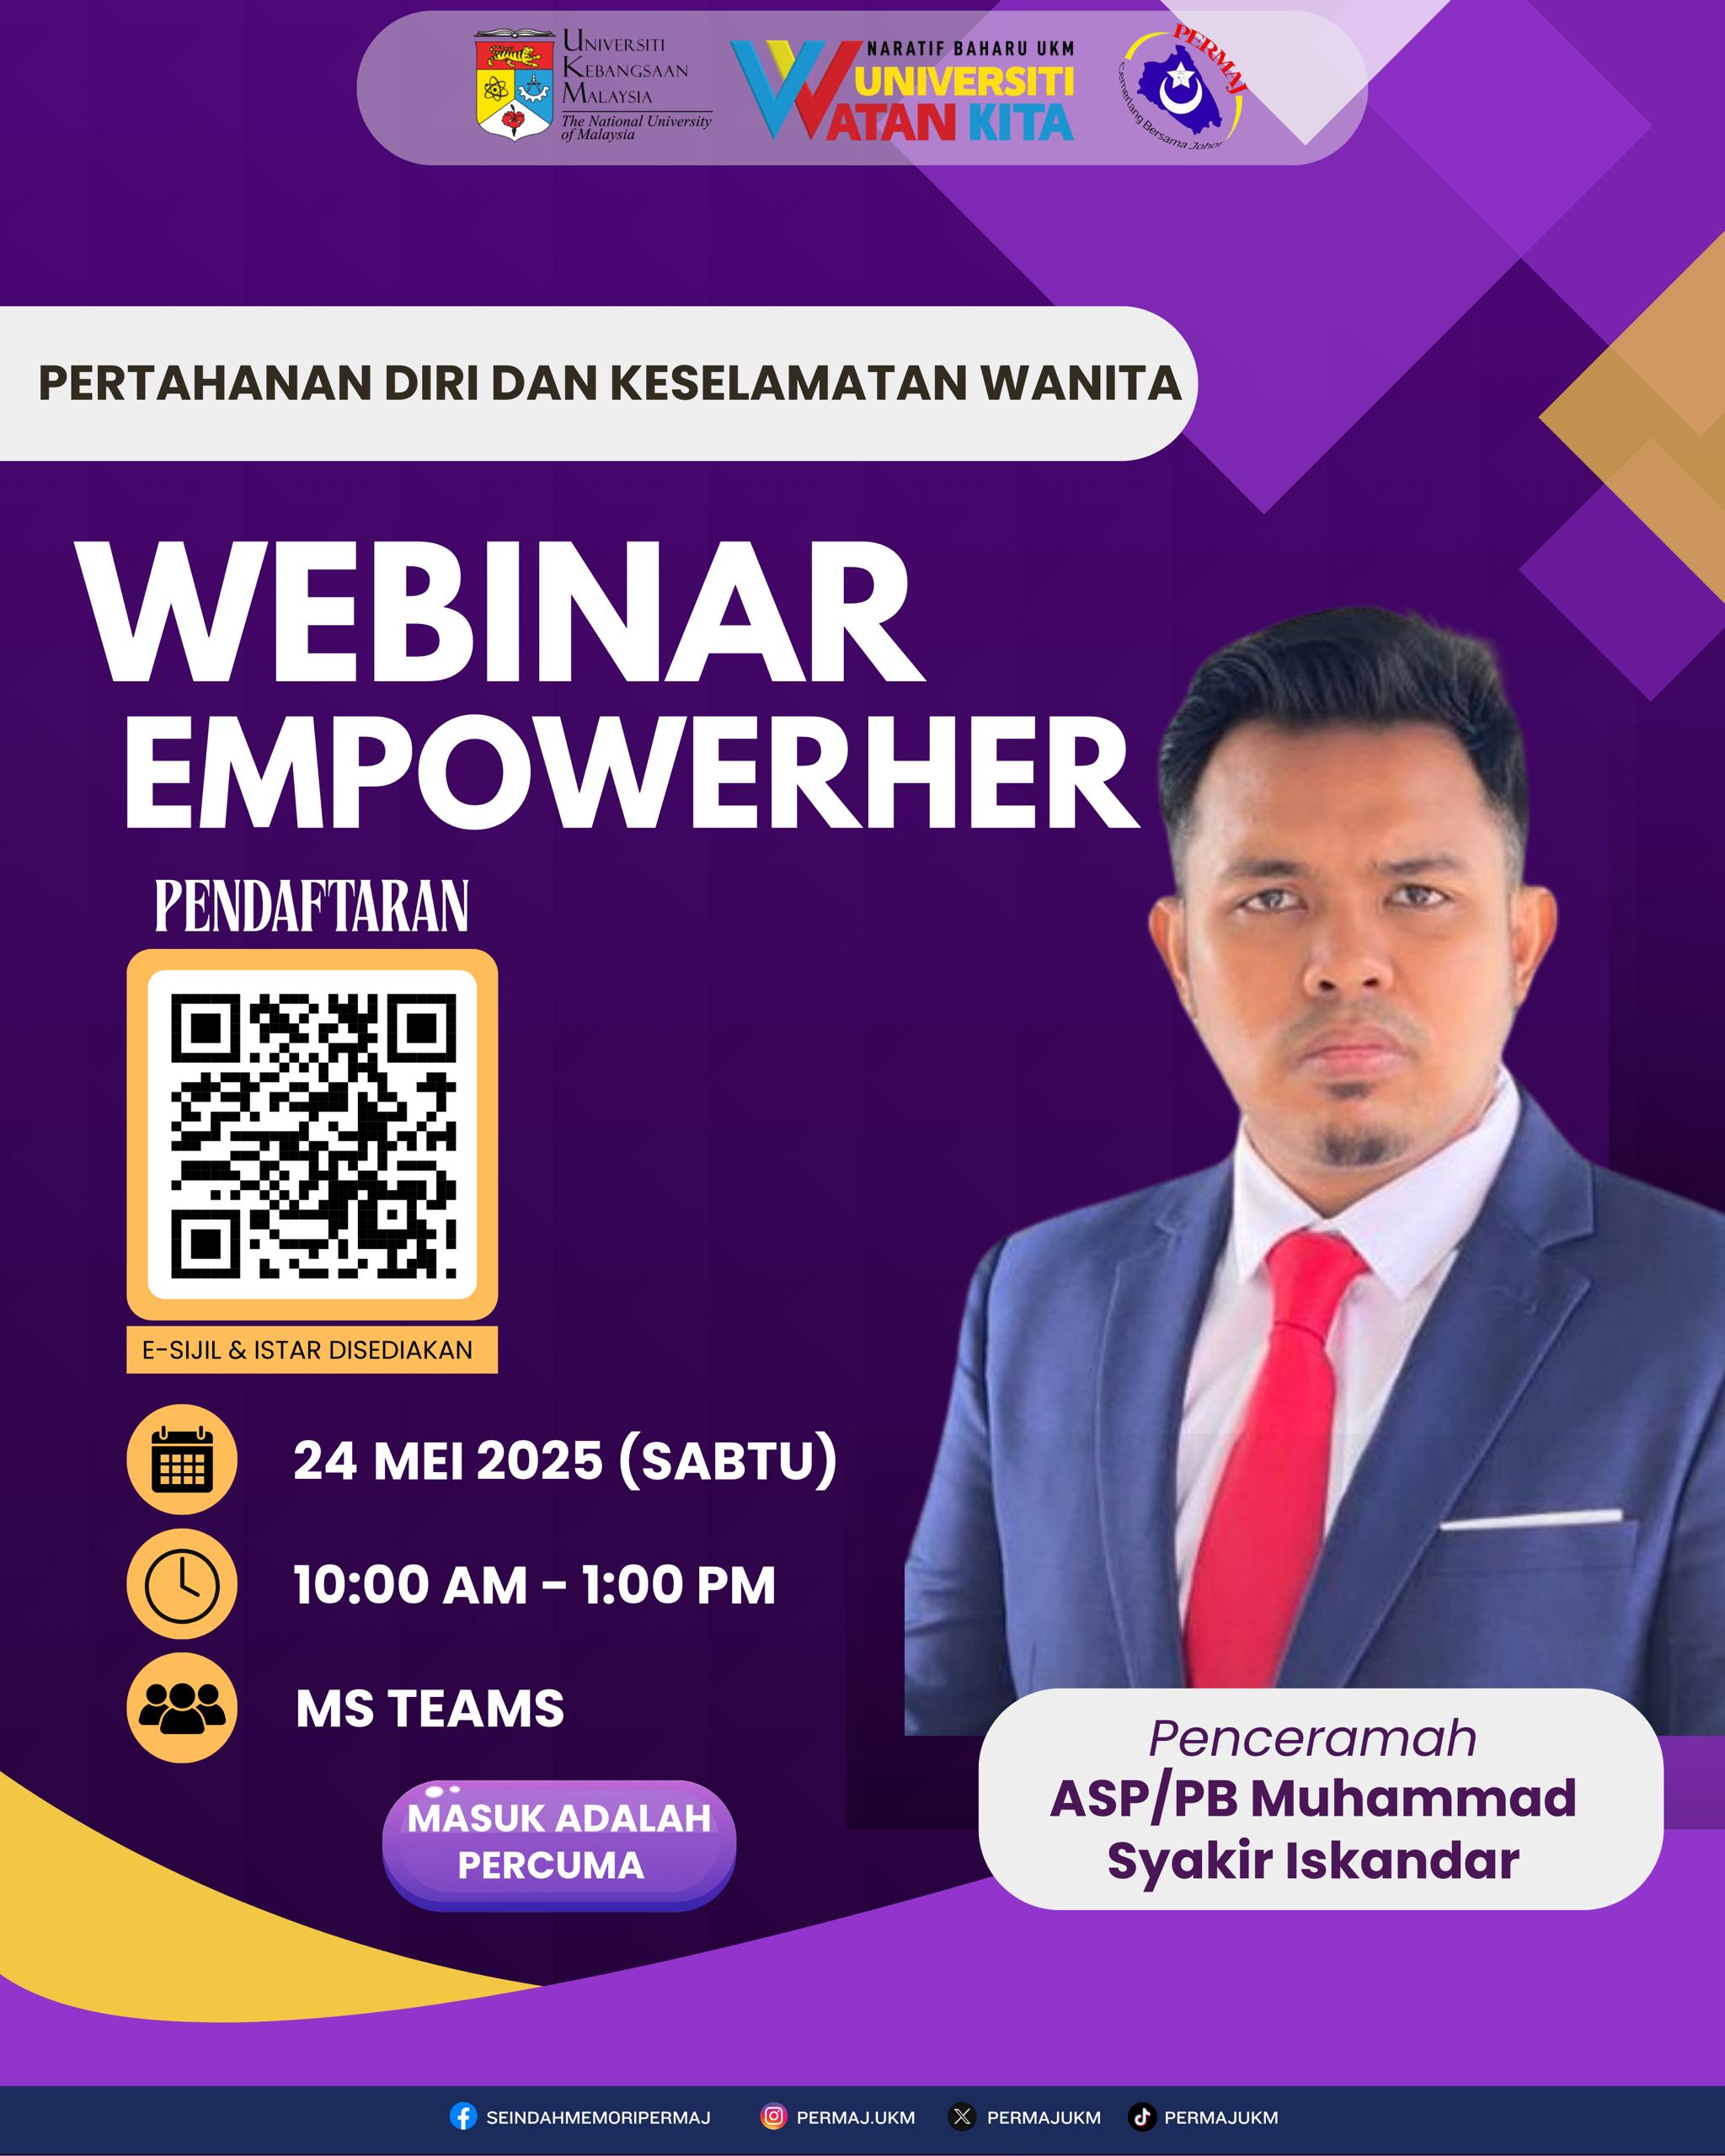 UNIVERSITI
KEBANGSAAN
MALAYSIA
The National University
of Malaysia
NARATIF BAHARU UKM
UNIVERSITI
WATAN KITA
PERMAJ
Cemerlang Bersama Johor
PERTAHANAN DIRI DAN KESELAMATAN WANITA
WEBINAR
EMPOWERHER
PENDAFTARAN
E-SIJIL & ISTAR DISEDIAKAN
24 MEI 2025 (SABTU)
10:00 AM - 1:00 PM
MS TEAMS
MASUK ADALAH
PERCUMA
Penceramah
ASP/PB Muhammad
Syakir Iskandar
SEINDAHMEMORIPERMAJ
PERMAJ.UKM
PERMAJUKM
PERMAJUKM